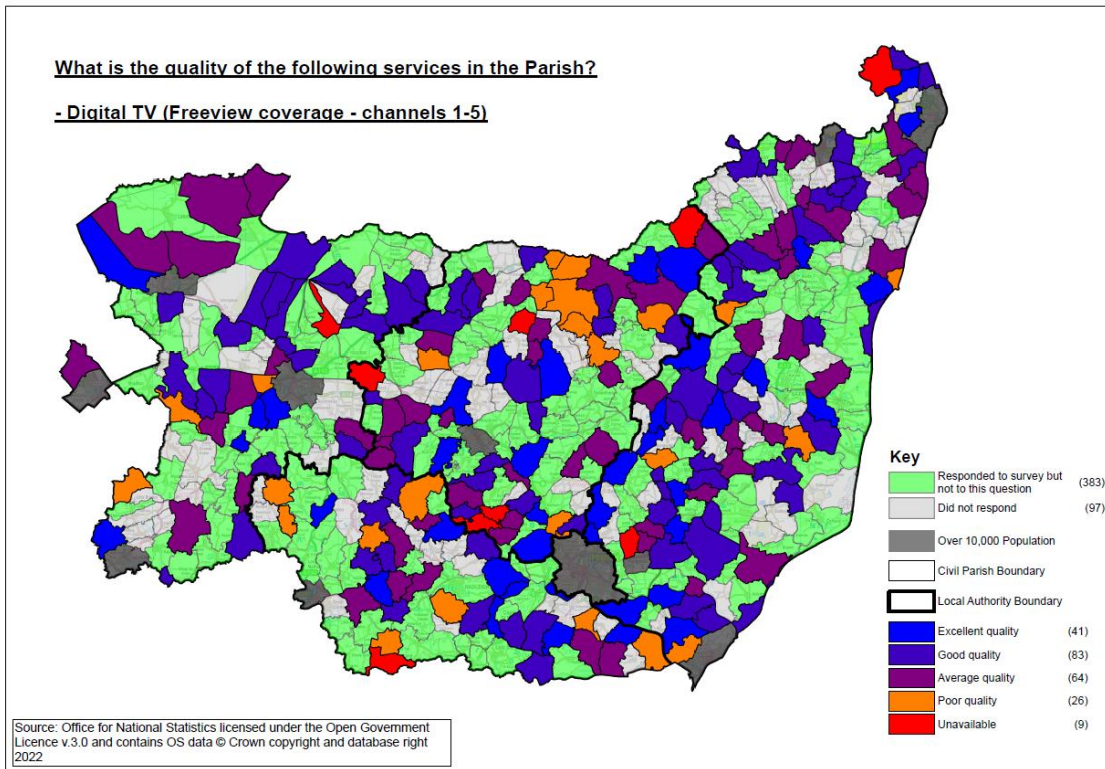 What is the quality of the following services in the Parish?
- Digital TV (Freeview coverage - channels 1-5)
Key
Responded to survey but not to this question (383)
Did not respond (97)
Over 10,000 Population
Civil Parish Boundary
Local Authority Boundary
Excellent quality (41)
Good quality (83)
Average quality (64)
Poor quality (26)
Unavailable (9)
Source: Office for National Statistics licensed under the Open Government
Licence v.3.0 and contains OS data © Crown copyright and database right
2022